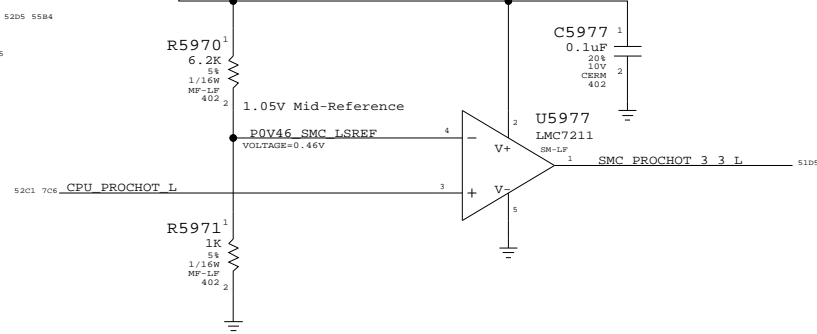 52D5 55B4
5
R5970
6.2K
5%
1/16W
MF-LF
402
1
2
1.05V Mid-Reference
P0V46_SMC_LSREF
VOLTAGE=0.46V
52C1 7C6
CPU_PROCHOT_L
R5971
1K
5%
1/16W
MF-LF
402
1
2
4
3
−
+
V+
V-
2
5
U5977
LMC7211
SM-LF
1
SMC_PROCHOT_3_3_L
51D5
C5977
0.1uF
20%
10V
CERM
402
1
2